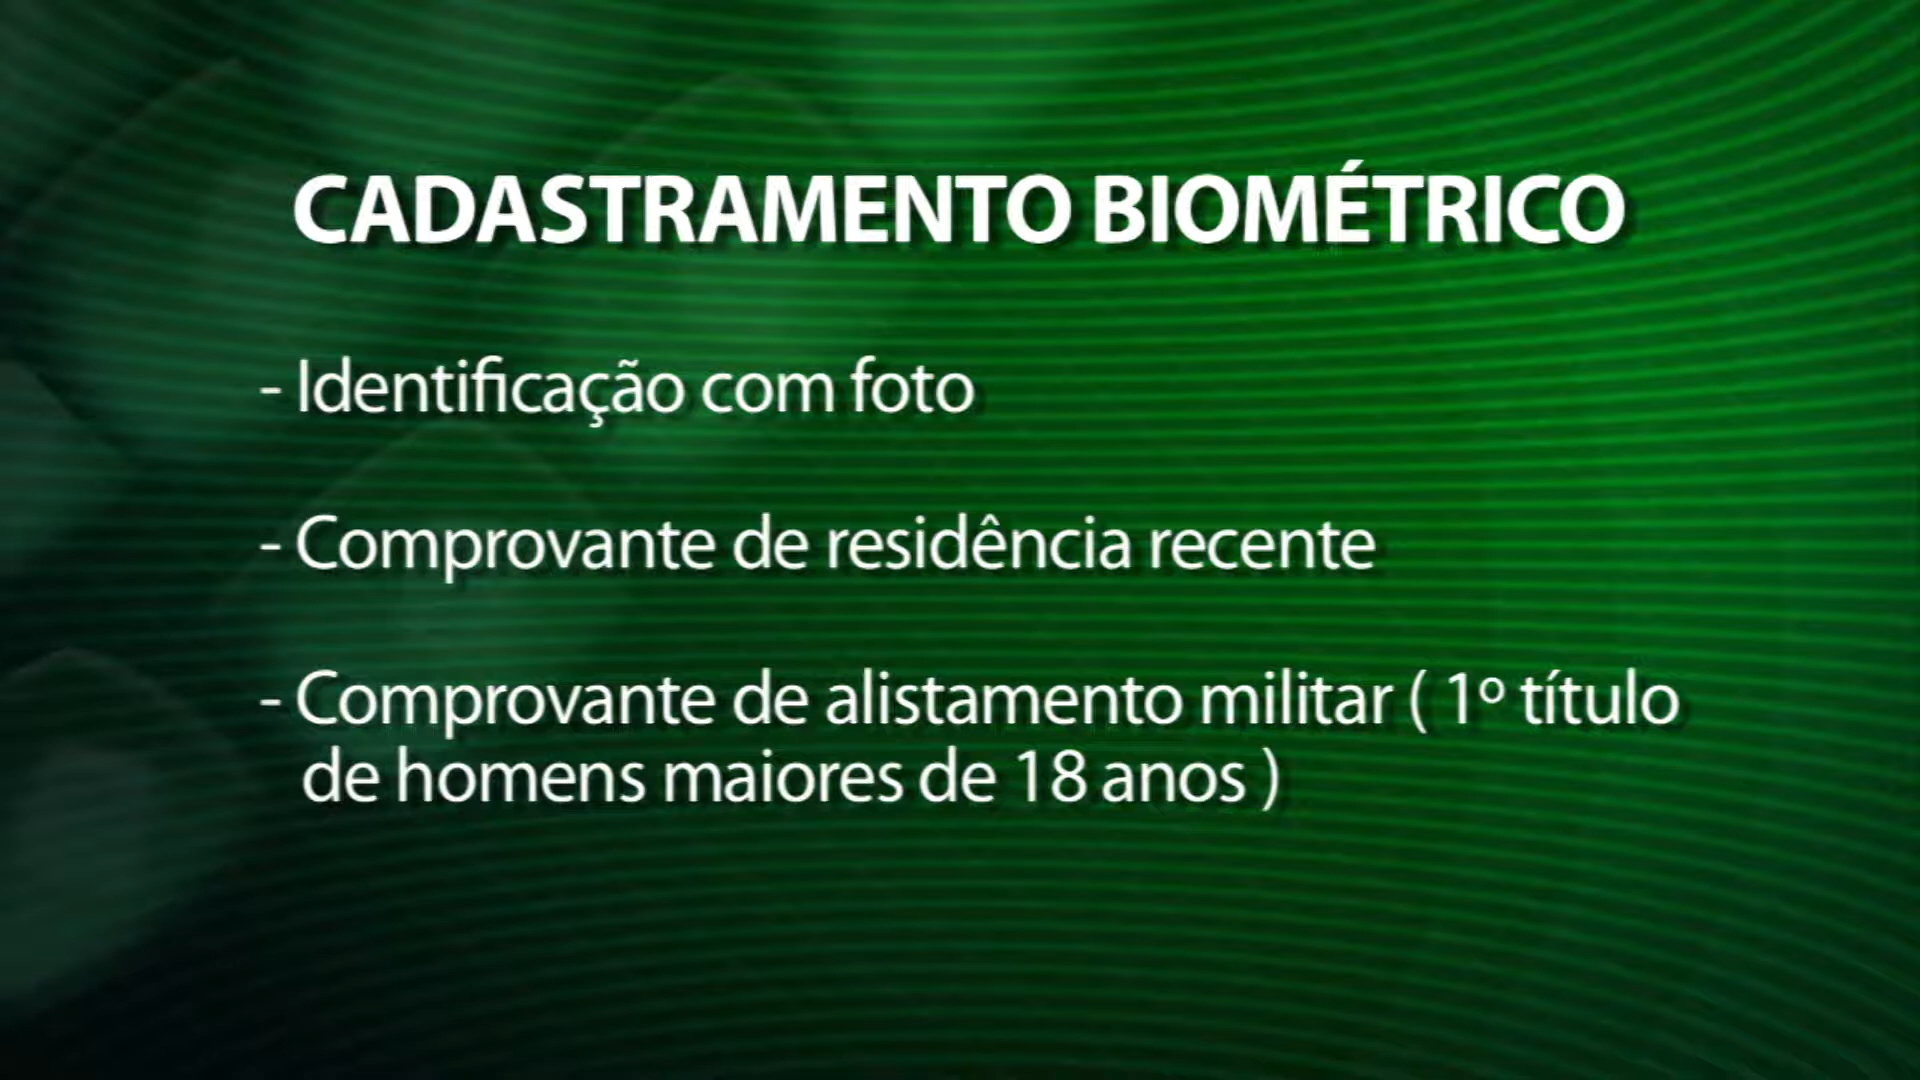 CADASTRAMENTO BIOMÉTRICO
- Identificação com foto
- Comprovante de residência recente
- Comprovante de alistamento militar ( 1º título
de homens maiores de 18 anos )